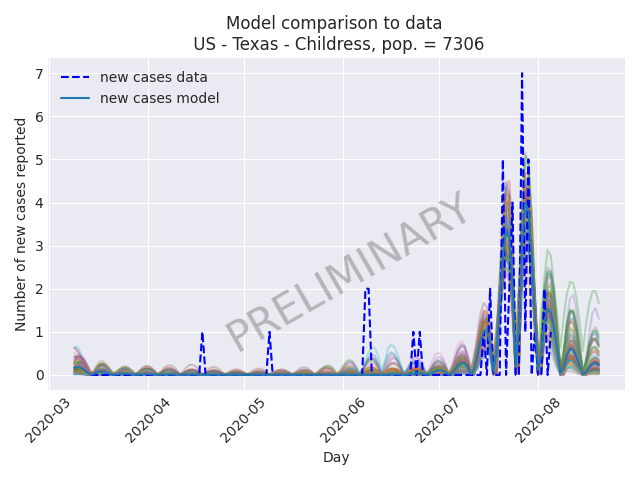 Model comparison to data
US - Texas - Childress, pop. = 7306
new cases data
new cases model
PRELIMINARY
Number of new cases reported
7
6
5
4
3
2
1
0
2020-03
2020-04
2020-05
2020-06
2020-07
2020-08
Day